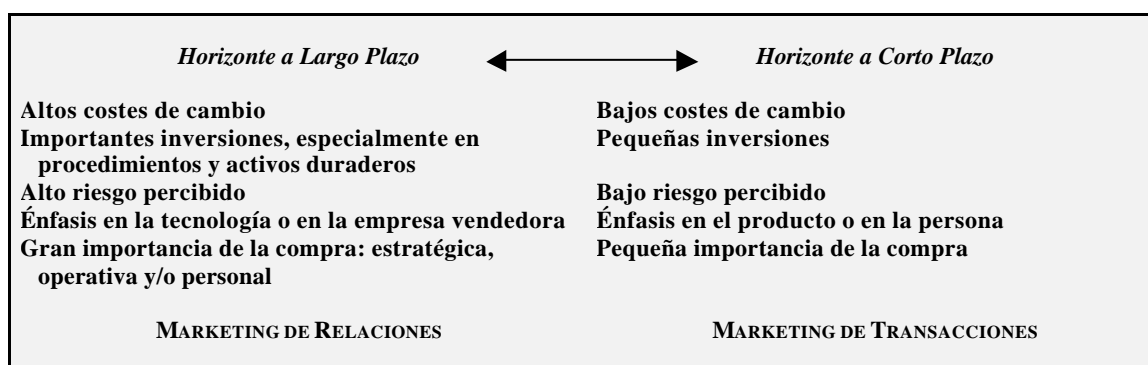 Horizonte a Largo Plazo
Horizonte a Corto Plazo
Altos costes de cambio
Bajos costes de cambio
Importantes inversiones, especialmente en
procedimientos y activos duraderos
Pequeñas inversiones
Alto riesgo percibido
Bajo riesgo percibido
Énfasis en la tecnología o en la empresa vendedora
Énfasis en el producto o en la persona
Gran importancia de la compra: estratégica,
operativa y/o personal
Pequeña importancia de la compra
MARKETING DE RELACIONES
MARKETING DE TRANSACCIONES